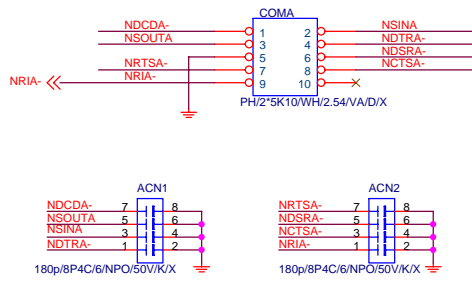 COMA
NDCDA- 1 2 NSINA
NSOUTA 3 4 NDTRA-
5 6 NDSRA-
NRTSA- 7 8 NCTSA-
NRIA- NRIA- 9 10
PH/2*5K10/WH/2.54/VA/D/X
ACN1
NDCDA- 7 8
NSOUTA 5 6
NSINA 3 4
NDTRA- 1 2
180p/8P4C/6/NPO/50V/K/X
ACN2
NRTSA- 7 8
NDSRA- 5 6
NCTSA- 3 4
NRIA- 1 2
180p/8P4C/6/NPO/50V/K/X